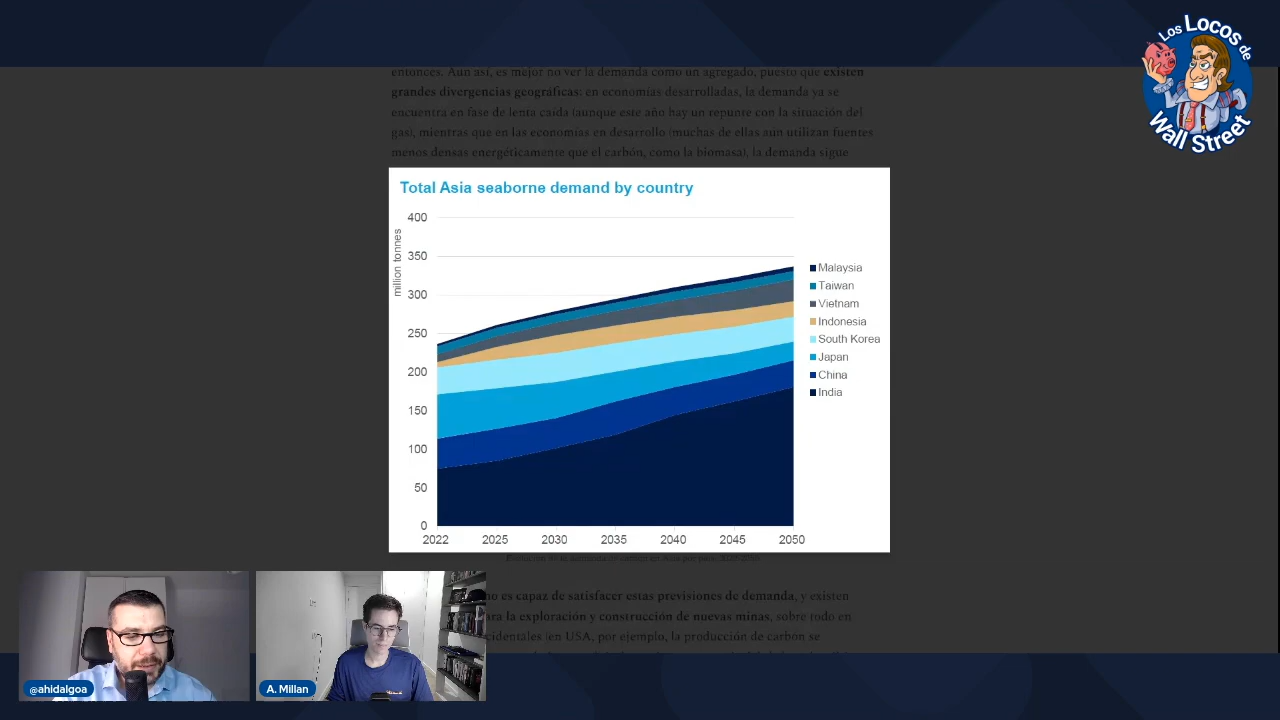 Los Locos de
Wall Street
entonces. Aun así, es mejor no ver la demanda como un agregado, puesto que existen
grandes divergencias geográficas: en economías desarrolladas, la demanda ya se
encuentra en fase de lenta caída (aunque este año hay un repunte con la situación del
gas), mientras que en las economías en desarrollo (muchas de ellas aun utilizan fuentes
menos densas energéticamente que el carbón, como la biomasa), la demanda sigue
Total Asia seaborne demand by country
million tonnes
400
350
300
250
200
150
100
50
0
2022 2025 2030 2035 2040 2045 2050
Malaysia
Taiwan
Vietnam
Indonesia
South Korea
Japan
China
India
no es capaz de satisfacer estas previsiones de demanda, y existen
ra la exploración y construcción de nuevas minas, sobre todo en
cidentales (en USA, por ejemplo, la producción de carbón se
@ahidalgoa
A. Millan